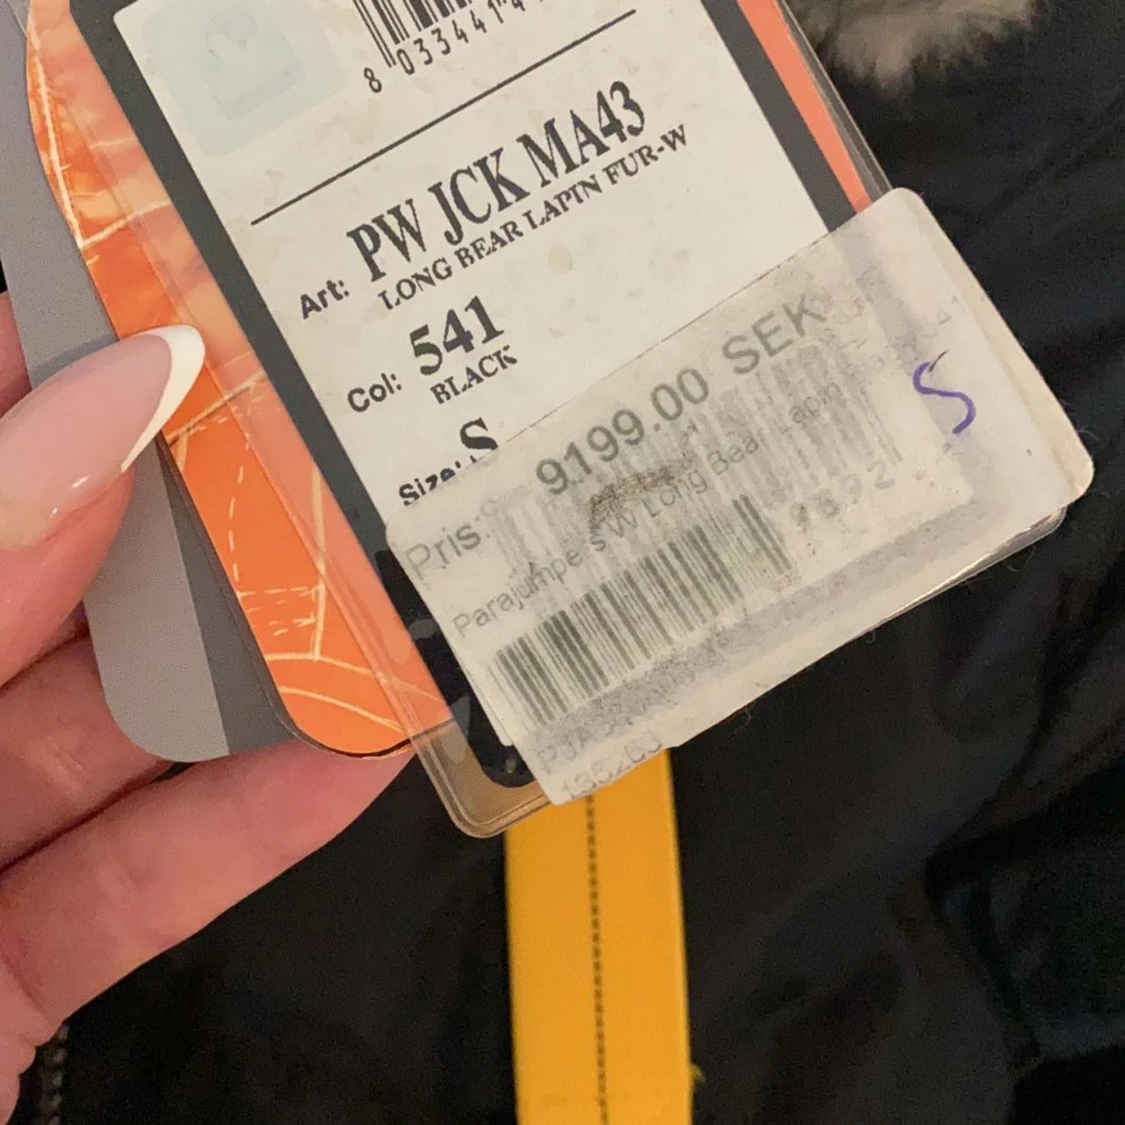 8 033441
Art: PW JCK MA43
LONG BEAR LAPIN FUR-W
Col: 541
BLACK
Size: S
Pris: 9199.00 SEK
S
Parajumpers W Long Bear Lapin
135263